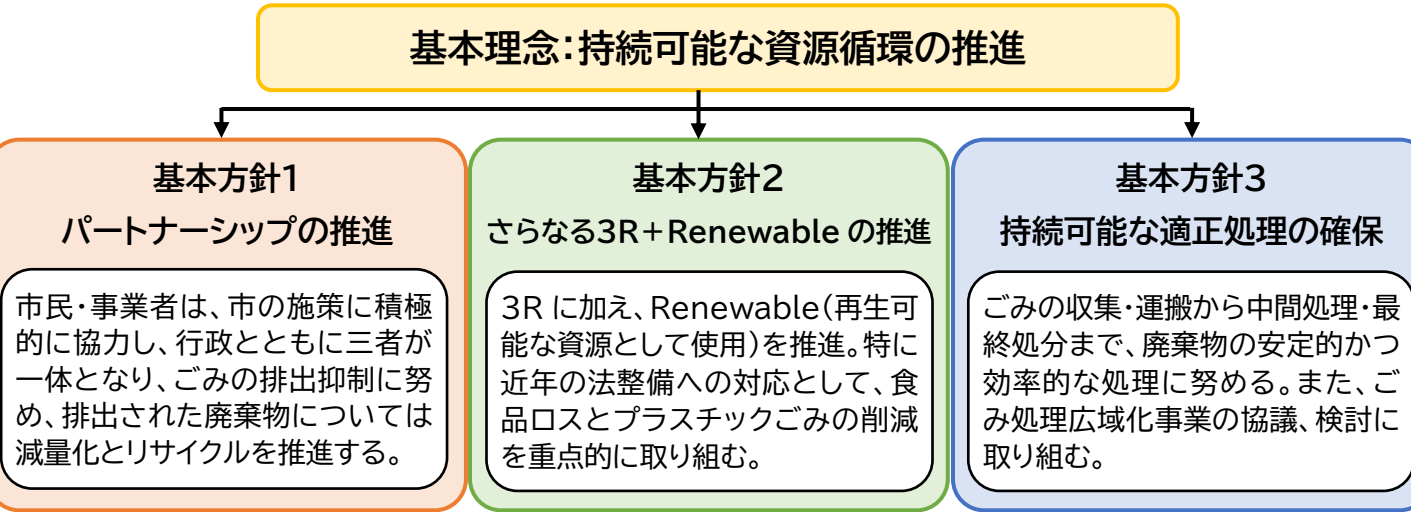 基本理念：持続可能な資源循環の推進
基本方針1
パートナーシップの推進
市民・事業者は、市の施策に積極
的に協力し、行政とともに三者が
一体となり、ごみの排出抑制に努
め、排出された廃棄物については
減量化とリサイクルを推進する。
基本方針2
さらなる3R＋Renewable の推進
3R に加え、Renewable（再生可
能な資源として使用）を推進。特に
近年の法整備への対応として、食
品ロスとプラスチックごみの削減
を重点的に取り組む。
基本方針3
持続可能な適正処理の確保
ごみの収集・運搬から中間処理・最
終処分まで、廃棄物の安定的かつ
効率的な処理に努める。また、ご
み処理広域化事業の協議、検討に
取り組む。